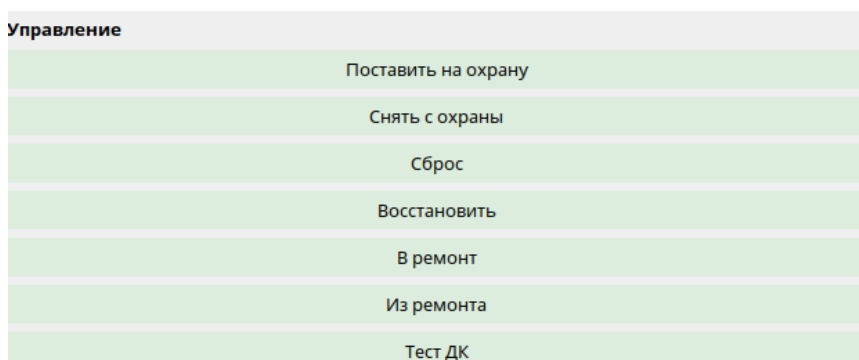 Управление
Поставить на охрану
Снять с охраны
Сброс
Восстановить
В ремонт
Из ремонта
Тест ДК